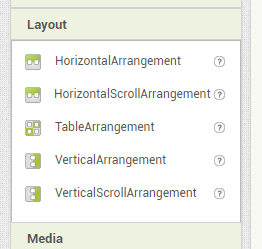 Layout
HorizontalArrangement ?
HorizontalScrollArrangement ?
TableArrangement ?
VerticalArrangement ?
VerticalScrollArrangement ?
Media